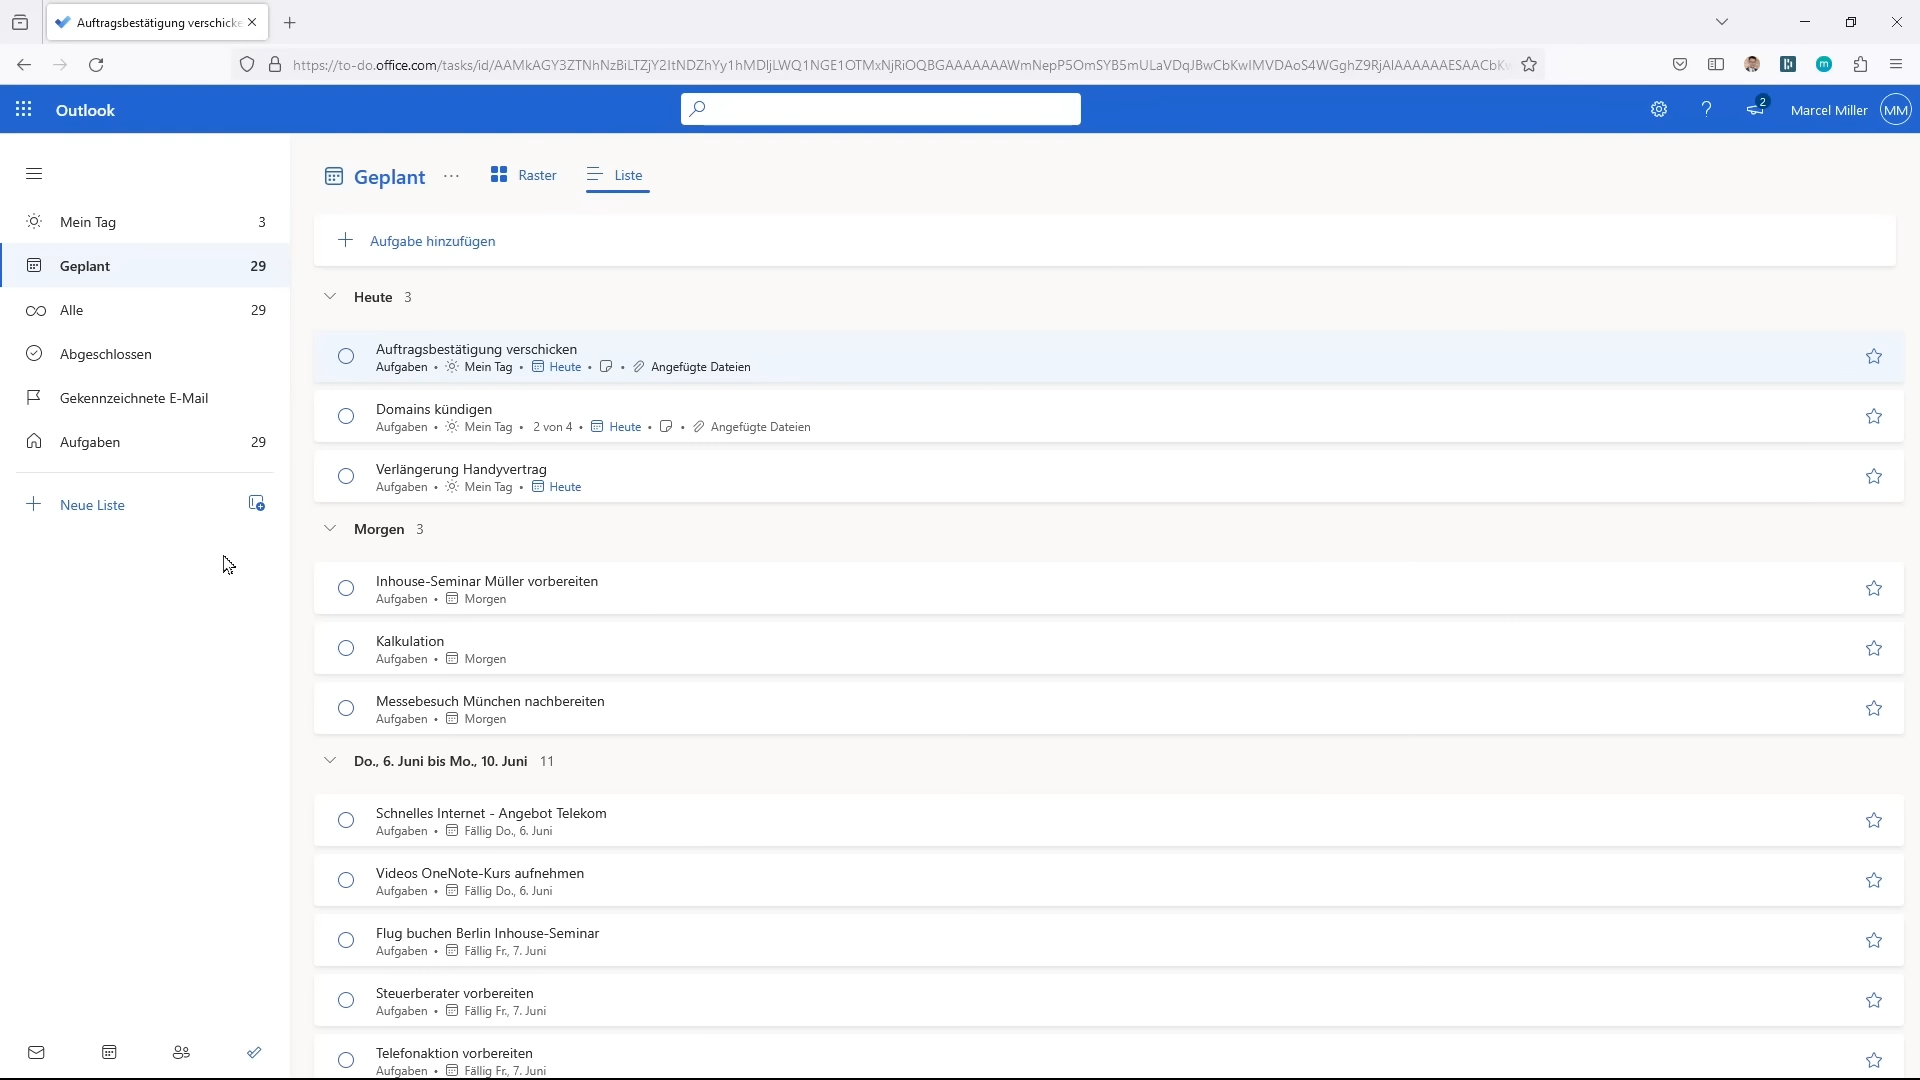 Auftragsbestätigung verschicke
https://to-do.office.com/tasks/id/
Outlook
2
Marcel Miller
MM
Mein Tag 3
Geplant 29
Alle 29
Abgeschlossen
Gekennzeichnete E-Mail
Aufgaben 29
Neue Liste
Geplant ··· Raster Liste
Aufgabe hinzufügen
Heute 3
Auftragsbestätigung verschicken
Aufgaben • Mein Tag • Heute • • Angefügte Dateien
Domains kündigen
Aufgaben • Mein Tag • 2 von 4 • Heute • • Angefügte Dateien
Verlängerung Handyvertrag
Aufgaben • Mein Tag • Heute
Morgen 3
Inhouse-Seminar Müller vorbereiten
Aufgaben • Morgen
Kalkulation
Aufgaben • Morgen
Messebesuch München nachbereiten
Aufgaben • Morgen
Do., 6. Juni bis Mo., 10. Juni 11
Schnelles Internet - Angebot Telekom
Aufgaben • Fällig Do., 6. Juni
Videos OneNote-Kurs aufnehmen
Aufgaben • Fällig Do., 6. Juni
Flug buchen Berlin Inhouse-Seminar
Aufgaben • Fällig Fr., 7. Juni
Steuerberater vorbereiten
Aufgaben • Fällig Fr., 7. Juni
Telefonaktion vorbereiten
Aufgaben • Fällig Fr., 7. Juni